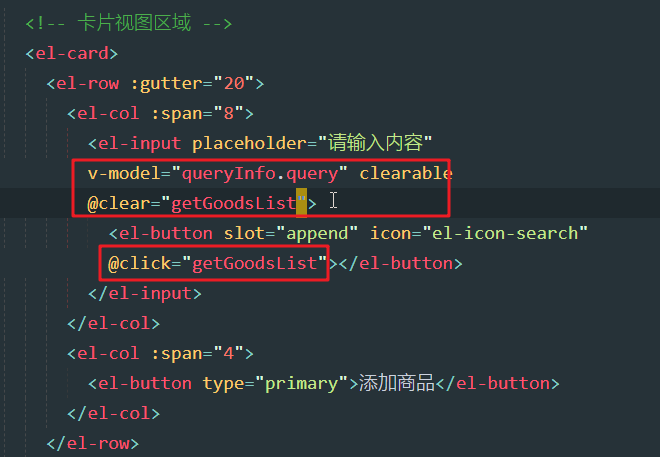 <!-- 卡片视图区域 -->
<el-card>
<el-row :gutter="20">
<el-col :span="8">
<el-input placeholder="请输入内容"
v-model="queryInfo.query" clearable
@clear="getGoodsList">
<el-button slot="append" icon="el-icon-search"
@click="getGoodsList"></el-button>
</el-input>
</el-col>
<el-col :span="4">
<el-button type="primary">添加商品</el-button>
</el-col>
</el-row>